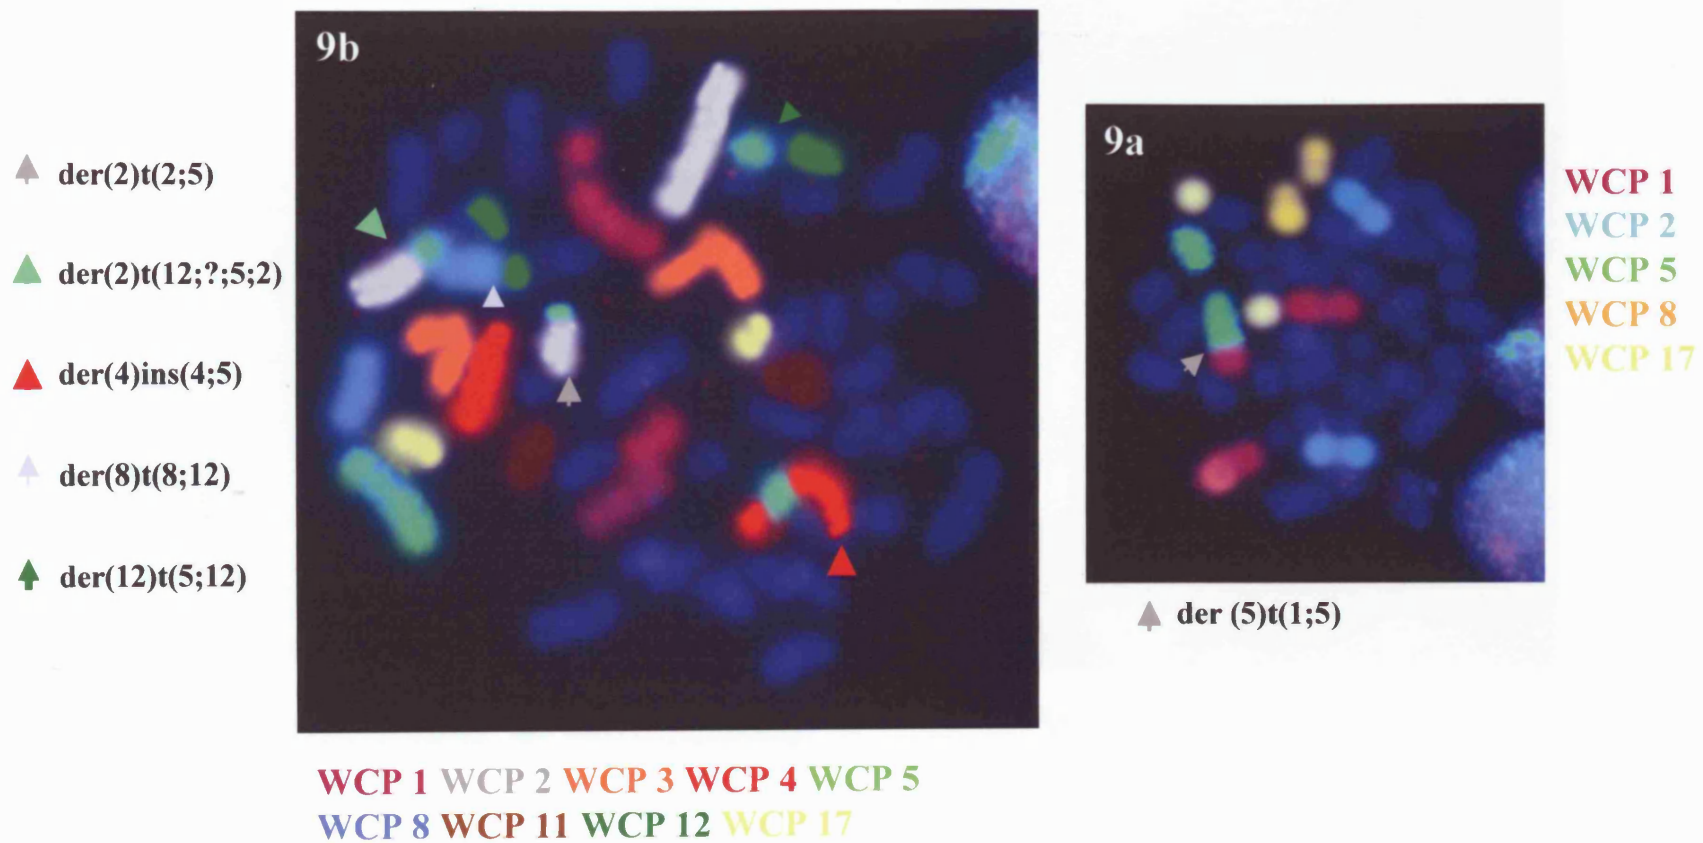 9b
der(2)t(2;5)
der(2)t(12;?;5;2)
der(4)ins(4;5)
der(8)t(8;12)
der(12)t(5;12)
WCP 1 WCP 2 WCP 3 WCP 4 WCP 5
WCP 8 WCP 11 WCP 12 WCP 17
9a
WCP 1
WCP 2
WCP 5
WCP 8
WCP 17
der (5)t(1;5)